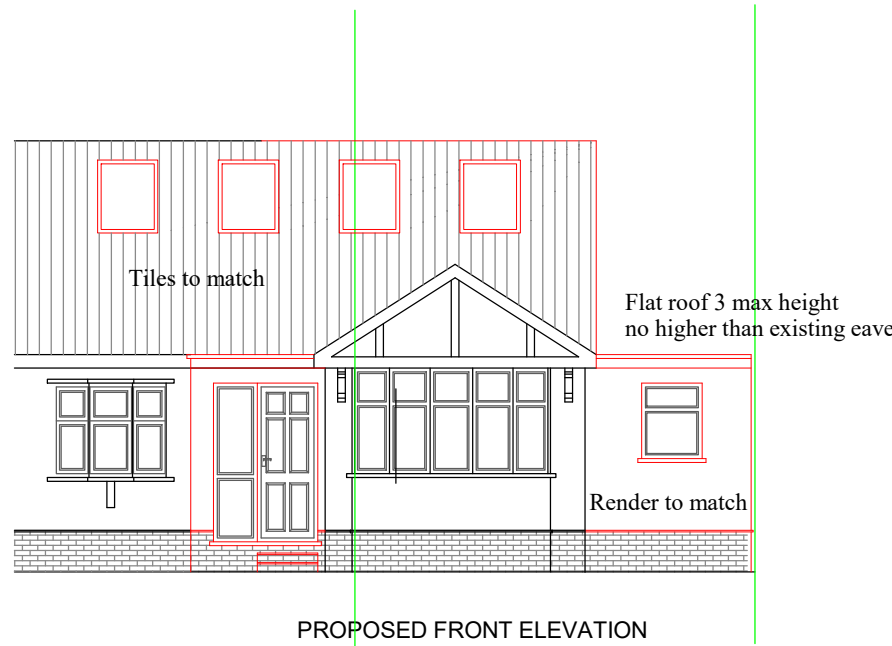 Tiles to match
Flat roof 3 max height
no higher than existing eave
Render to match
PROPOSED FRONT ELEVATION